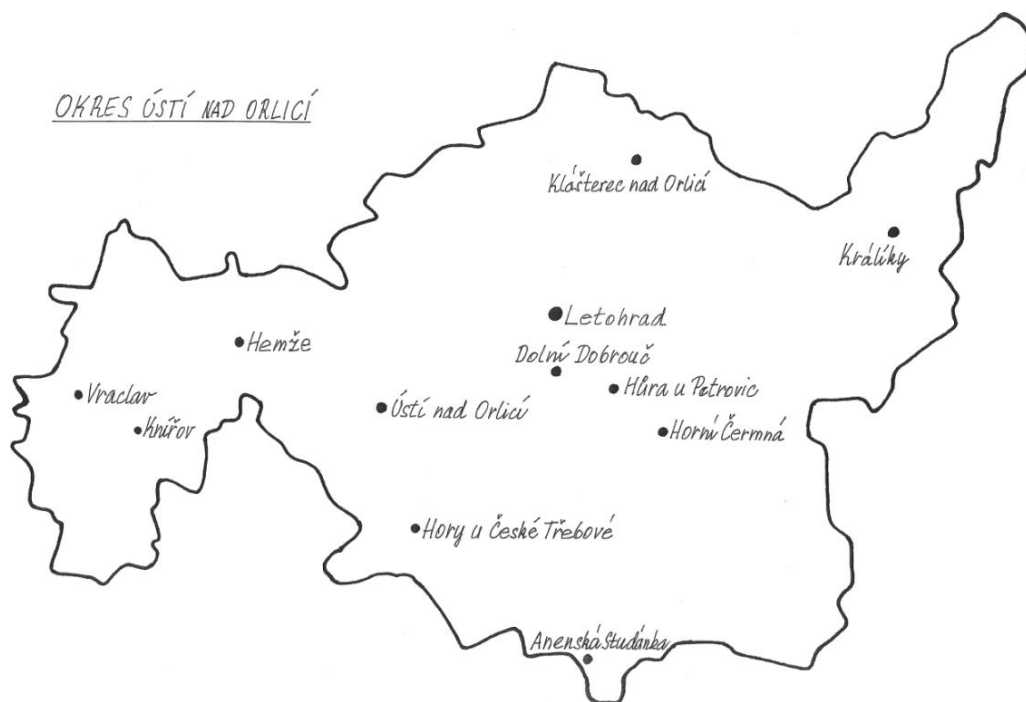 OKRES ÚSTÍ NAD ORLICÍ
Klášterec nad Orlicí
Králíky
Letohrad
Hemže
Dolní Dobrouč
Hůra u Petrovic
Vraclav
Ústí nad Orlicí
Knířov
Horní Čermná
Hory u České Třebové
Anenská Studánka